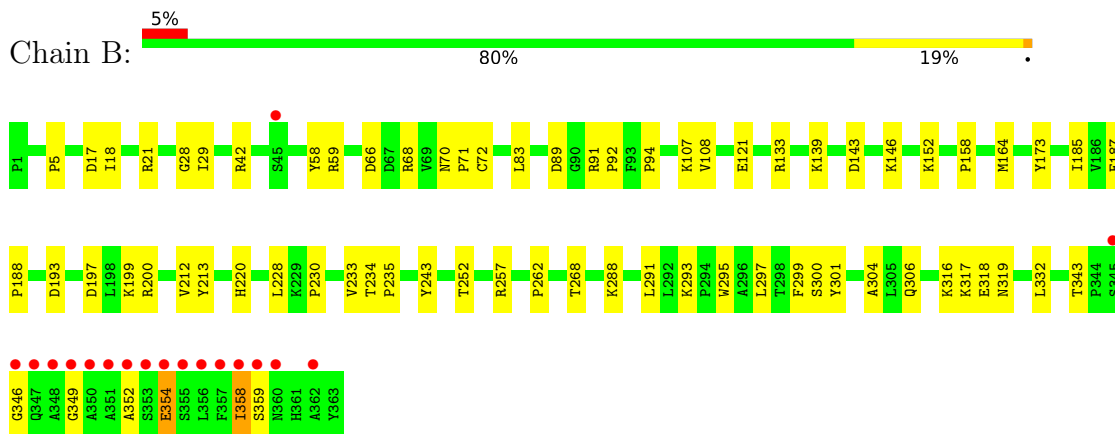 5%
Chain B:
80% 19% •
P1 P5 D17 I18 R21 G28 I29 R42 S45 Y58 R59 D66 D67 R68 V69 N70 P71 C72 L83 D89 G90 R91 P92 F93 P94 K107 V108 E121 R133 K139 D143 K146 K152 P158 M164 Y173 I185 V186 E187
P188 D193 D197 L198 K199 R200 V212 Y213 H220 L228 K229 P230 V233 T234 P235 Y243 T252 R257 P262 T268 K288 L291 L292 K293 P294 W295 A296 L297 T298 F299 S300 Y301 A304 L305 Q306 K316 K317 E318 N319 L332 T343 P344 S345
G346 Q347 A348 G349 A350 A351 A352 S353 E354 S355 L356 F357 I358 S359 N360 H361 A362 Y363